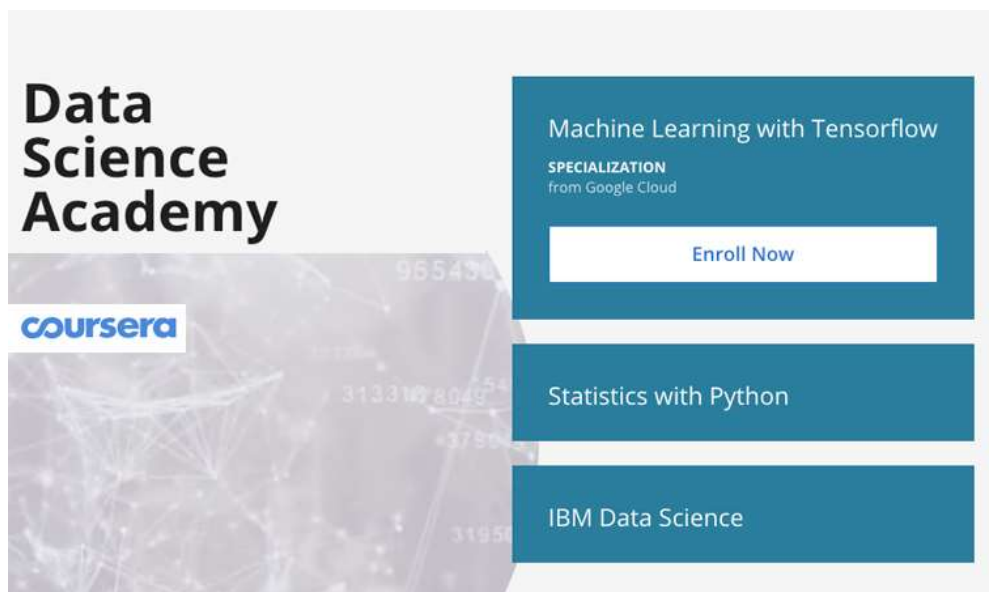 Data
Science
Academy
coursera
Machine Learning with Tensorflow
SPECIALIZATION
from Google Cloud
Enroll Now
Statistics with Python
IBM Data Science